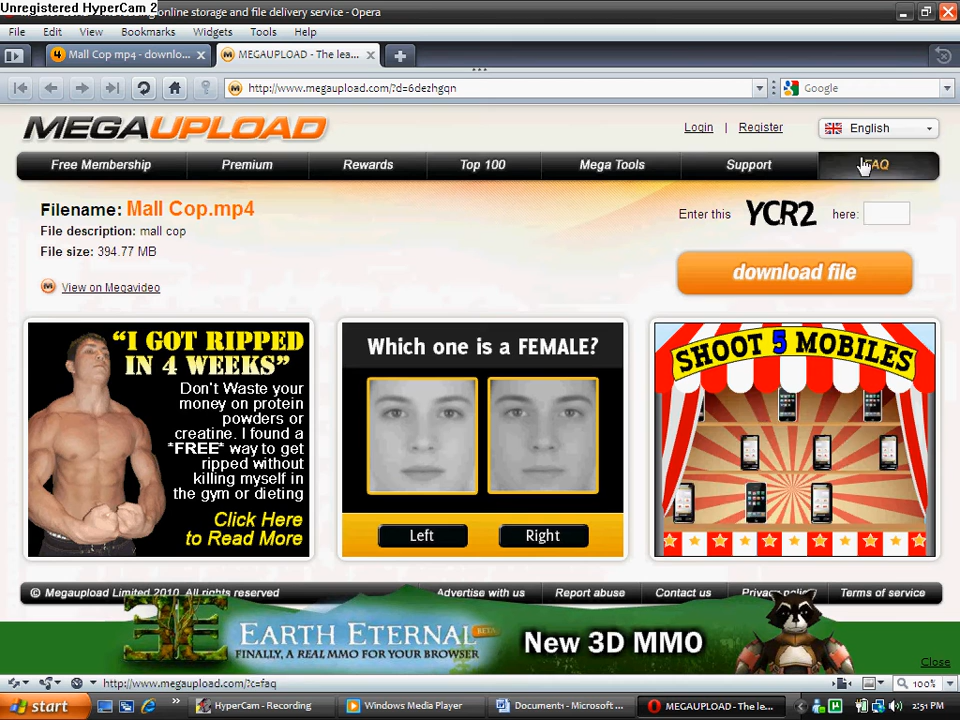 Unregistered HyperCam 2
online storage and file delivery service - Opera
File Edit View Bookmarks Widgets Tools Help
Mall Cop mp4 - downlo...
MEGAUPLOAD - The lea...
http://www.megaupload.com/?d=6dezhgqn
Google
MEGAUPLOAD
Login | Register
English
Free Membership
Premium
Rewards
Top 100
Mega Tools
Support
FAQ
Filename: Mall Cop.mp4
File description: mall cop
File size: 394.77 MB
View on Megavideo
Enter this YCR2 here:
download file
“I GOT RIPPED
IN 4 WEEKS”
Don't Waste your
money on protein
powders or
creatine. I found a
*FREE* way to get
ripped without
killing myself in
the gym or dieting
Click Here
to Read More
Which one is a FEMALE?
Left
Right
SHOOT 5 MOBILES
© Megaupload Limited 2010. All rights reserved
Advertise with us
Report abuse
Contact us
Privacy policy
Terms of service
EE
EARTH ETERNAL BETA
FINALLY, A REAL MMO FOR YOUR BROWSER
New 3D MMO
Close
http://www.megaupload.com/?c=faq
100%
start
HyperCam - Recording
Windows Media Player
Document1 - Microsoft ...
MEGAUPLOAD - The le...
2:51 PM